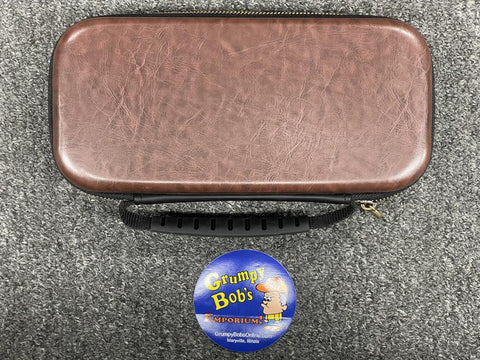 Grumpy
Bob's
EMPORIUM!
GrumpyBobsOnline.com
Maryville, Illinois